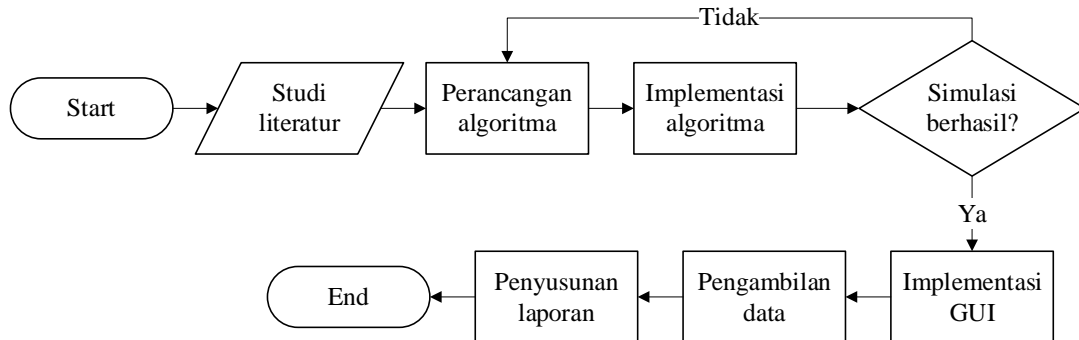 Tidak
Start
Studi
literatur
Perancangan
algoritma
Implementasi
algoritma
Simulasi
berhasil?
Ya
Implementasi
GUI
Pengambilan
data
Penyusunan
laporan
End